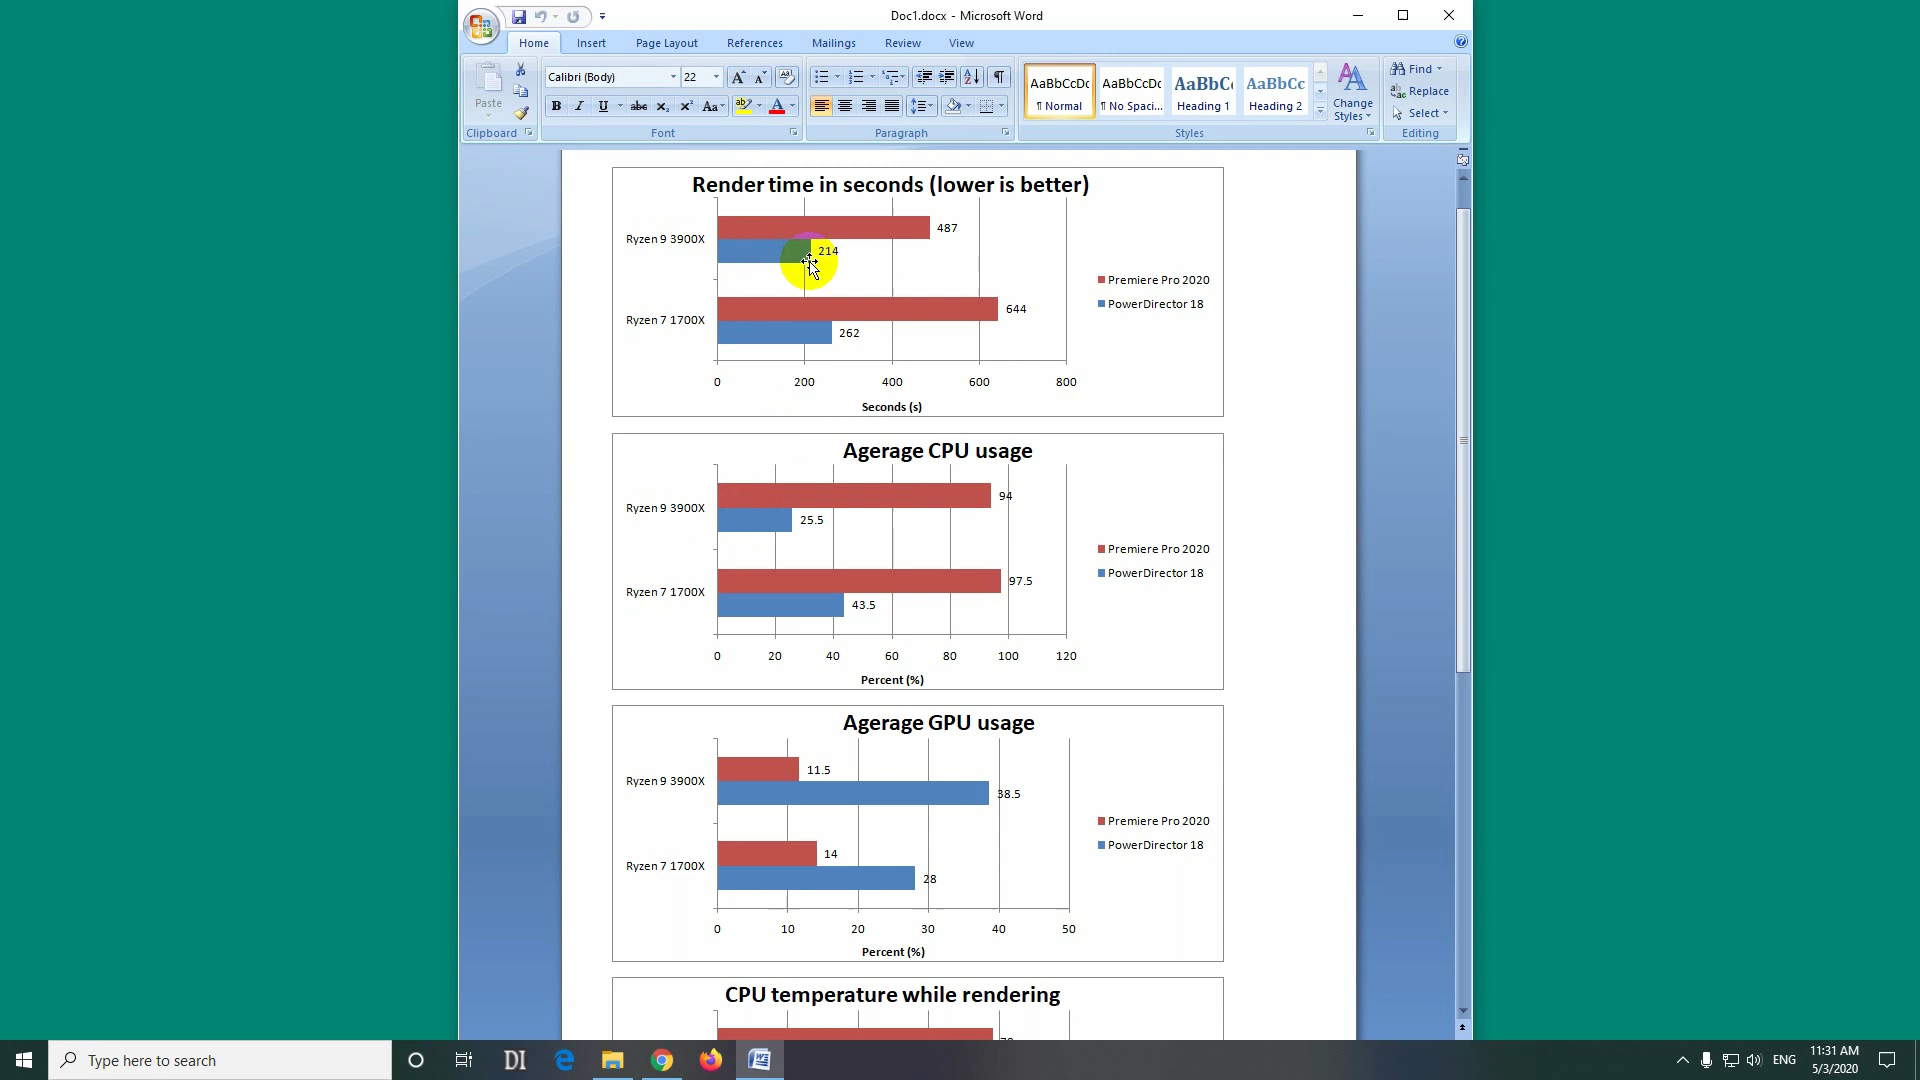 Doc1.docx - Microsoft Word
Home Insert Page Layout References Mailings Review View
Paste
Clipboard
Calibri (Body) 22
Font
Paragraph
AaBbCcDc AaBbCcDc AaBbC AaBbCc
¶ Normal ¶ No Spaci... Heading 1 Heading 2
Change Styles
Styles
Find
Replace
Select
Editing
Render time in seconds (lower is better)
Ryzen 9 3900X
487
214
Ryzen 7 1700X
644
262
Premiere Pro 2020
PowerDirector 18
0 200 400 600 800
Seconds (s)
Agerage CPU usage
Ryzen 9 3900X
94
25.5
Ryzen 7 1700X
97.5
43.5
Premiere Pro 2020
PowerDirector 18
0 20 40 60 80 100 120
Percent (%)
Agerage GPU usage
Ryzen 9 3900X
11.5
38.5
Ryzen 7 1700X
14
28
Premiere Pro 2020
PowerDirector 18
0 10 20 30 40 50
Percent (%)
CPU temperature while rendering
Type here to search
DI
ENG
11:31 AM
5/3/2020